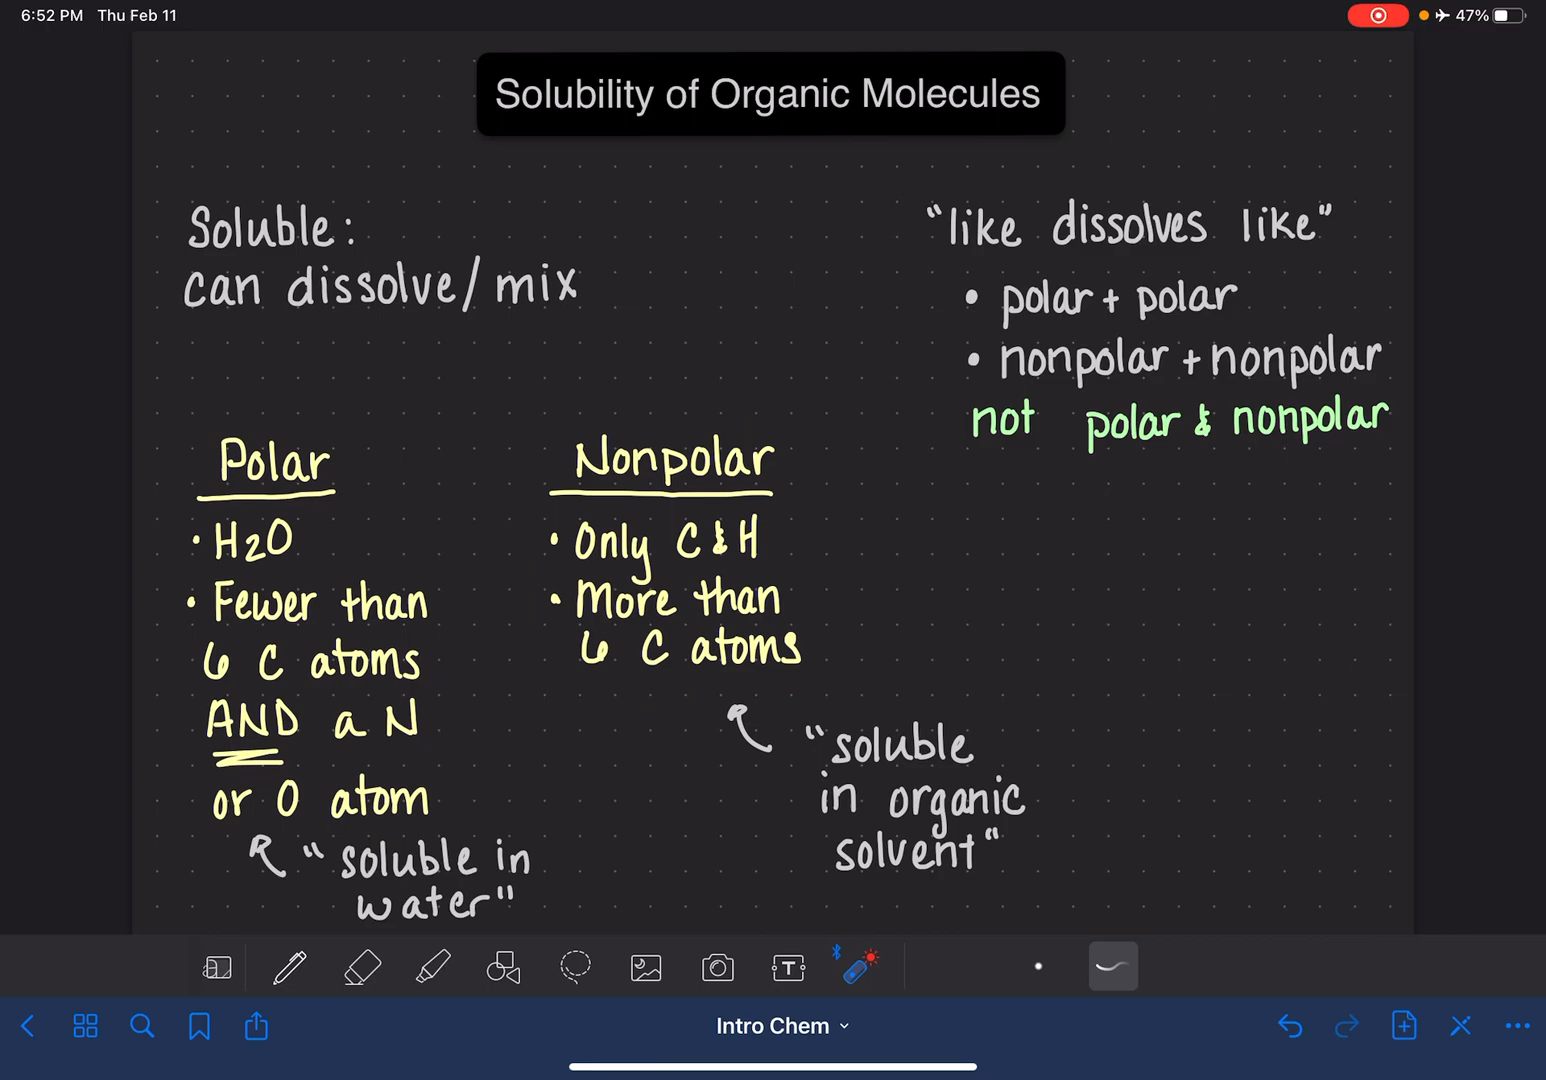 6:52 PM Thu Feb 11
47%
Solubility of Organic Molecules
Soluble:
can dissolve/mix
"like dissolves like"
• polar + polar
• nonpolar + nonpolar
not polar & nonpolar
Polar
• H2O
• Fewer than
6 C atoms
AND a N
or O atom
"soluble in
water"
Nonpolar
• Only C & H
• More than
6 C atoms
"soluble
in organic
solvent"
T
Intro Chem